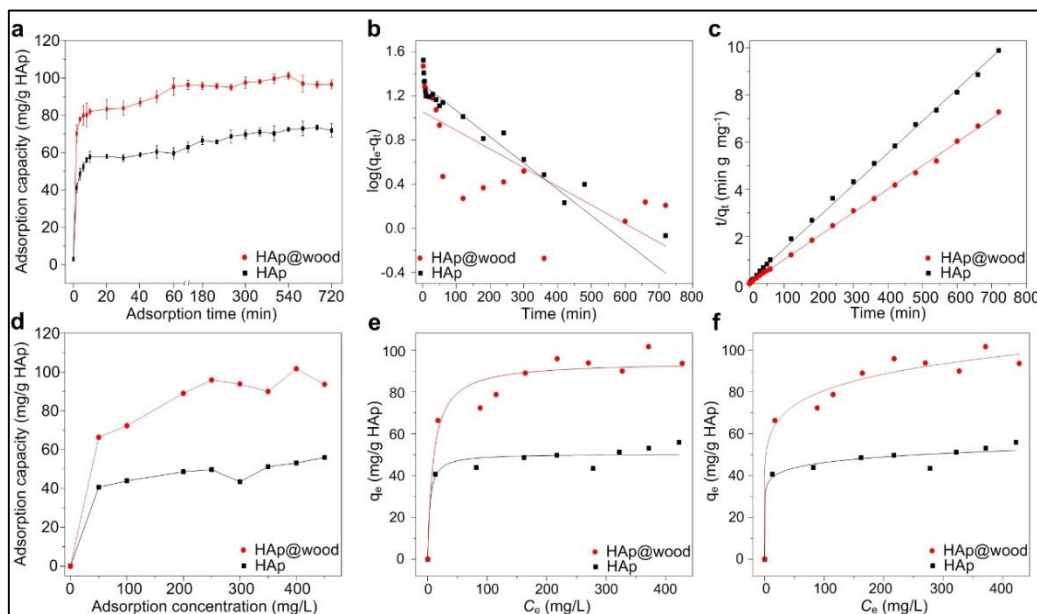 a
Adsorption capacity (mg/g HAp)
120
100
80
60
40
20
0
HAp@wood
HAp
0 20 40 60 180 300 540 720
Adsorption time (min)
b
log(qe-qt)
1.6
1.2
0.8
0.4
0.0
-0.4
HAp@wood
HAp
0 100 200 300 400 500 600 700 800
Time (min)
c
t/qt (min g mg⁻¹)
10
8
6
4
2
0
HAp@wood
HAp
0 100 200 300 400 500 600 700 800
Time (min)
d
Adsorption capacity (mg/g HAp)
120
100
80
60
40
20
0
HAp@wood
HAp
0 100 200 300 400
Adsorption concentration (mg/L)
e
qe (mg/g HAp)
100
80
60
40
20
0
HAp@wood
HAp
0 100 200 300 400
Ce (mg/L)
f
qe (mg/g HAp)
100
80
60
40
20
0
HAp@wood
HAp
0 100 200 300 400
Ce (mg/L)